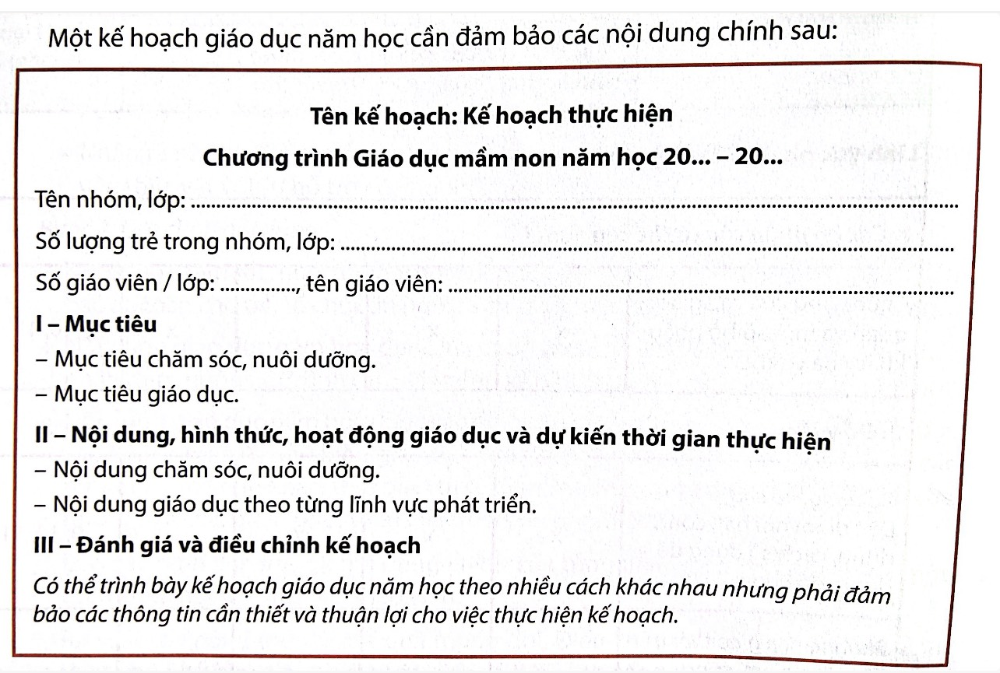 Một kế hoạch giáo dục năm học cần đảm bảo các nội dung chính sau:
Tên kế hoạch: Kế hoạch thực hiện
Chương trình Giáo dục mầm non năm học 20... – 20...
Tên nhóm, lớp: ....................................................................................................
Số lượng trẻ trong nhóm, lớp: ................................................................................
Số giáo viên / lớp: .............., tên giáo viên: ..................................................................
I – Mục tiêu
– Mục tiêu chăm sóc, nuôi dưỡng.
– Mục tiêu giáo dục.
II – Nội dung, hình thức, hoạt động giáo dục và dự kiến thời gian thực hiện
– Nội dung chăm sóc, nuôi dưỡng.
– Nội dung giáo dục theo từng lĩnh vực phát triển.
III – Đánh giá và điều chỉnh kế hoạch
Có thể trình bày kế hoạch giáo dục năm học theo nhiều cách khác nhau nhưng phải đảm
bảo các thông tin cần thiết và thuận lợi cho việc thực hiện kế hoạch.